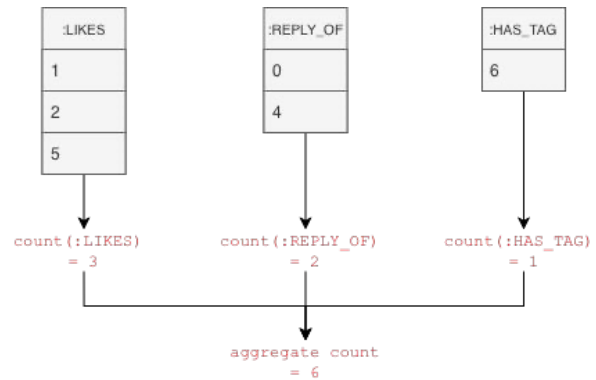 :LIKES
1
2
5
:REPLY_OF
0
4
:HAS_TAG
6
count(:LIKES)
= 3
count(:REPLY_OF)
= 2
count(:HAS_TAG)
= 1
aggregate count
= 6